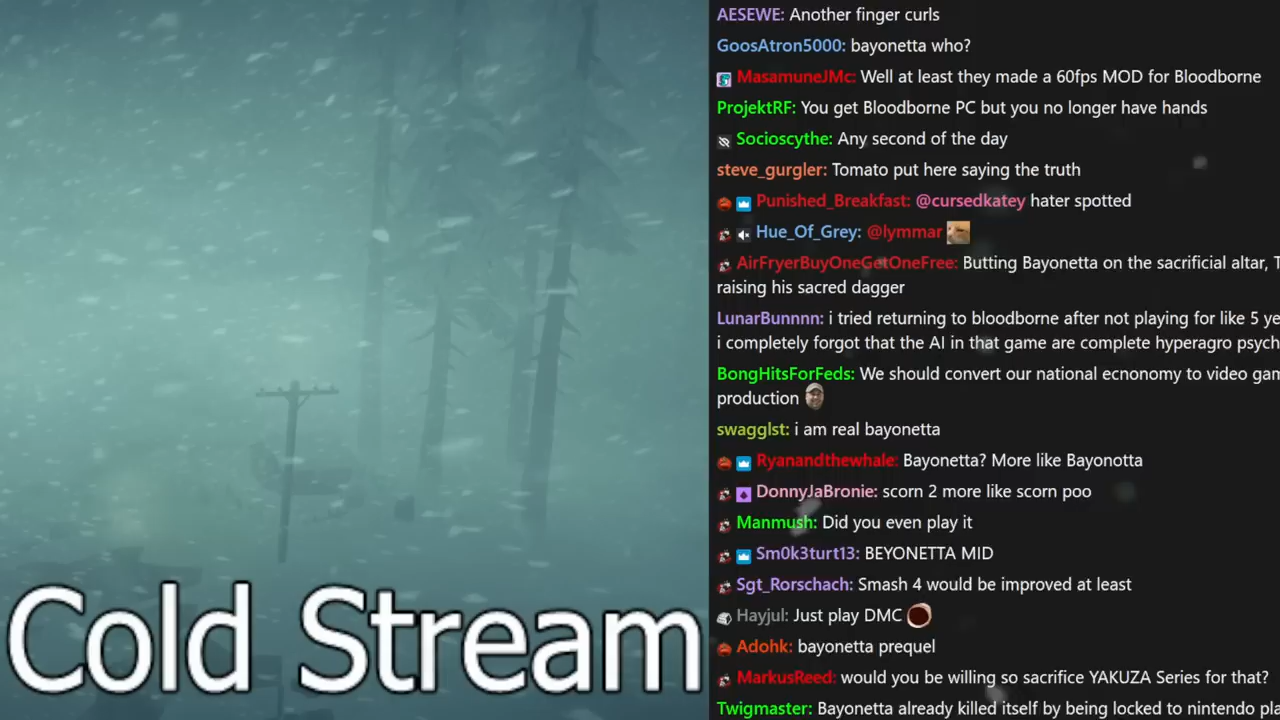 AESEWE: Another finger curls
GoosAtron5000: bayonetta who?
MasamuneJMc: Well at least they made a 60fps MOD for Bloodborne
ProjektRF: You get Bloodborne PC but you no longer have hands
Socioscythe: Any second of the day
steve_gurgler: Tomato put here saying the truth
Punished_Breakfast: @cursedkatey hater spotted
Hue_Of_Grey: @lymmar
AirFryerBuyOneGetOneFree: Butting Bayonetta on the sacrificial altar, T
raising his sacred dagger
LunarBunnnn: i tried returning to bloodborne after not playing for like 5 ye
i completely forgot that the AI in that game are complete hyperagro psych
BongHitsForFeds: We should convert our national ecnonomy to video gam
production
swagglst: i am real bayonetta
Ryanandthewhale: Bayonetta? More like Bayonotta
DonnyJaBronie: scorn 2 more like scorn poo
Manmush: Did you even play it
Sm0k3turt13: BEYONETTA MID
Sgt_Rorschach: Smash 4 would be improved at least
Hayjul: Just play DMC
Adohk: bayonetta prequel
MarkusReed: would you be willing so sacrifice YAKUZA Series for that?
Twigmaster: Bayonetta already killed itself by being locked to nintendo pla
Cold Stream